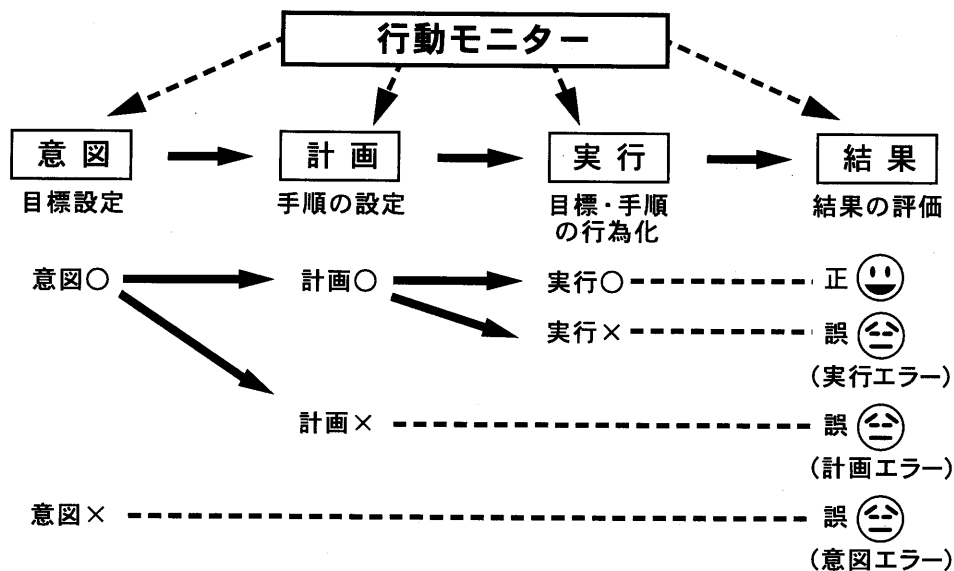 行動モニター
意図
計画
実行
結果
目標設定
手順の設定
目標・手順
の行為化
結果の評価
意図○
計画○
実行○
正
実行×
誤
(実行エラー)
計画×
誤
(計画エラー)
意図×
誤
(意図エラー)